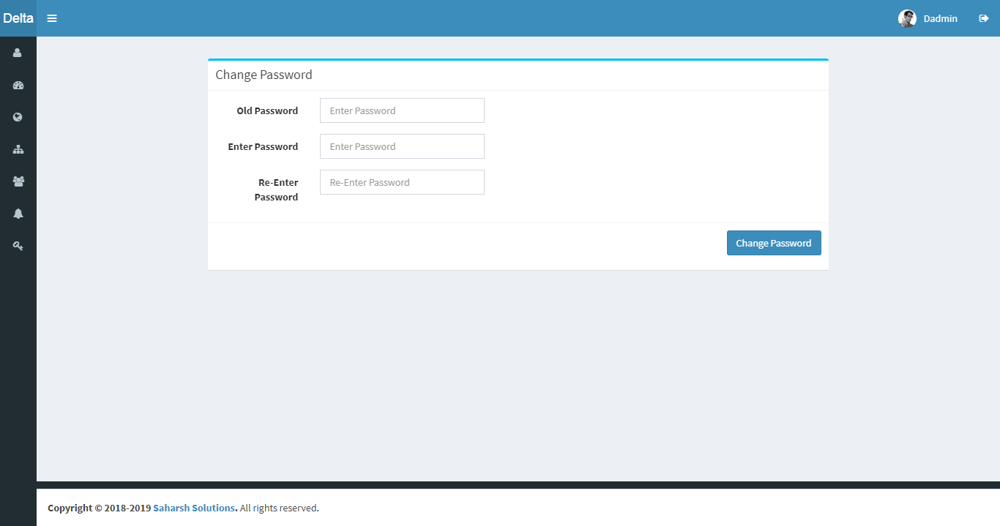 Delta
Dadmin
Change Password
Old Password
Enter Password
Enter Password
Enter Password
Re-Enter
Password
Re-Enter Password
Change Password
Copyright © 2018-2019 Saharsh Solutions. All rights reserved.